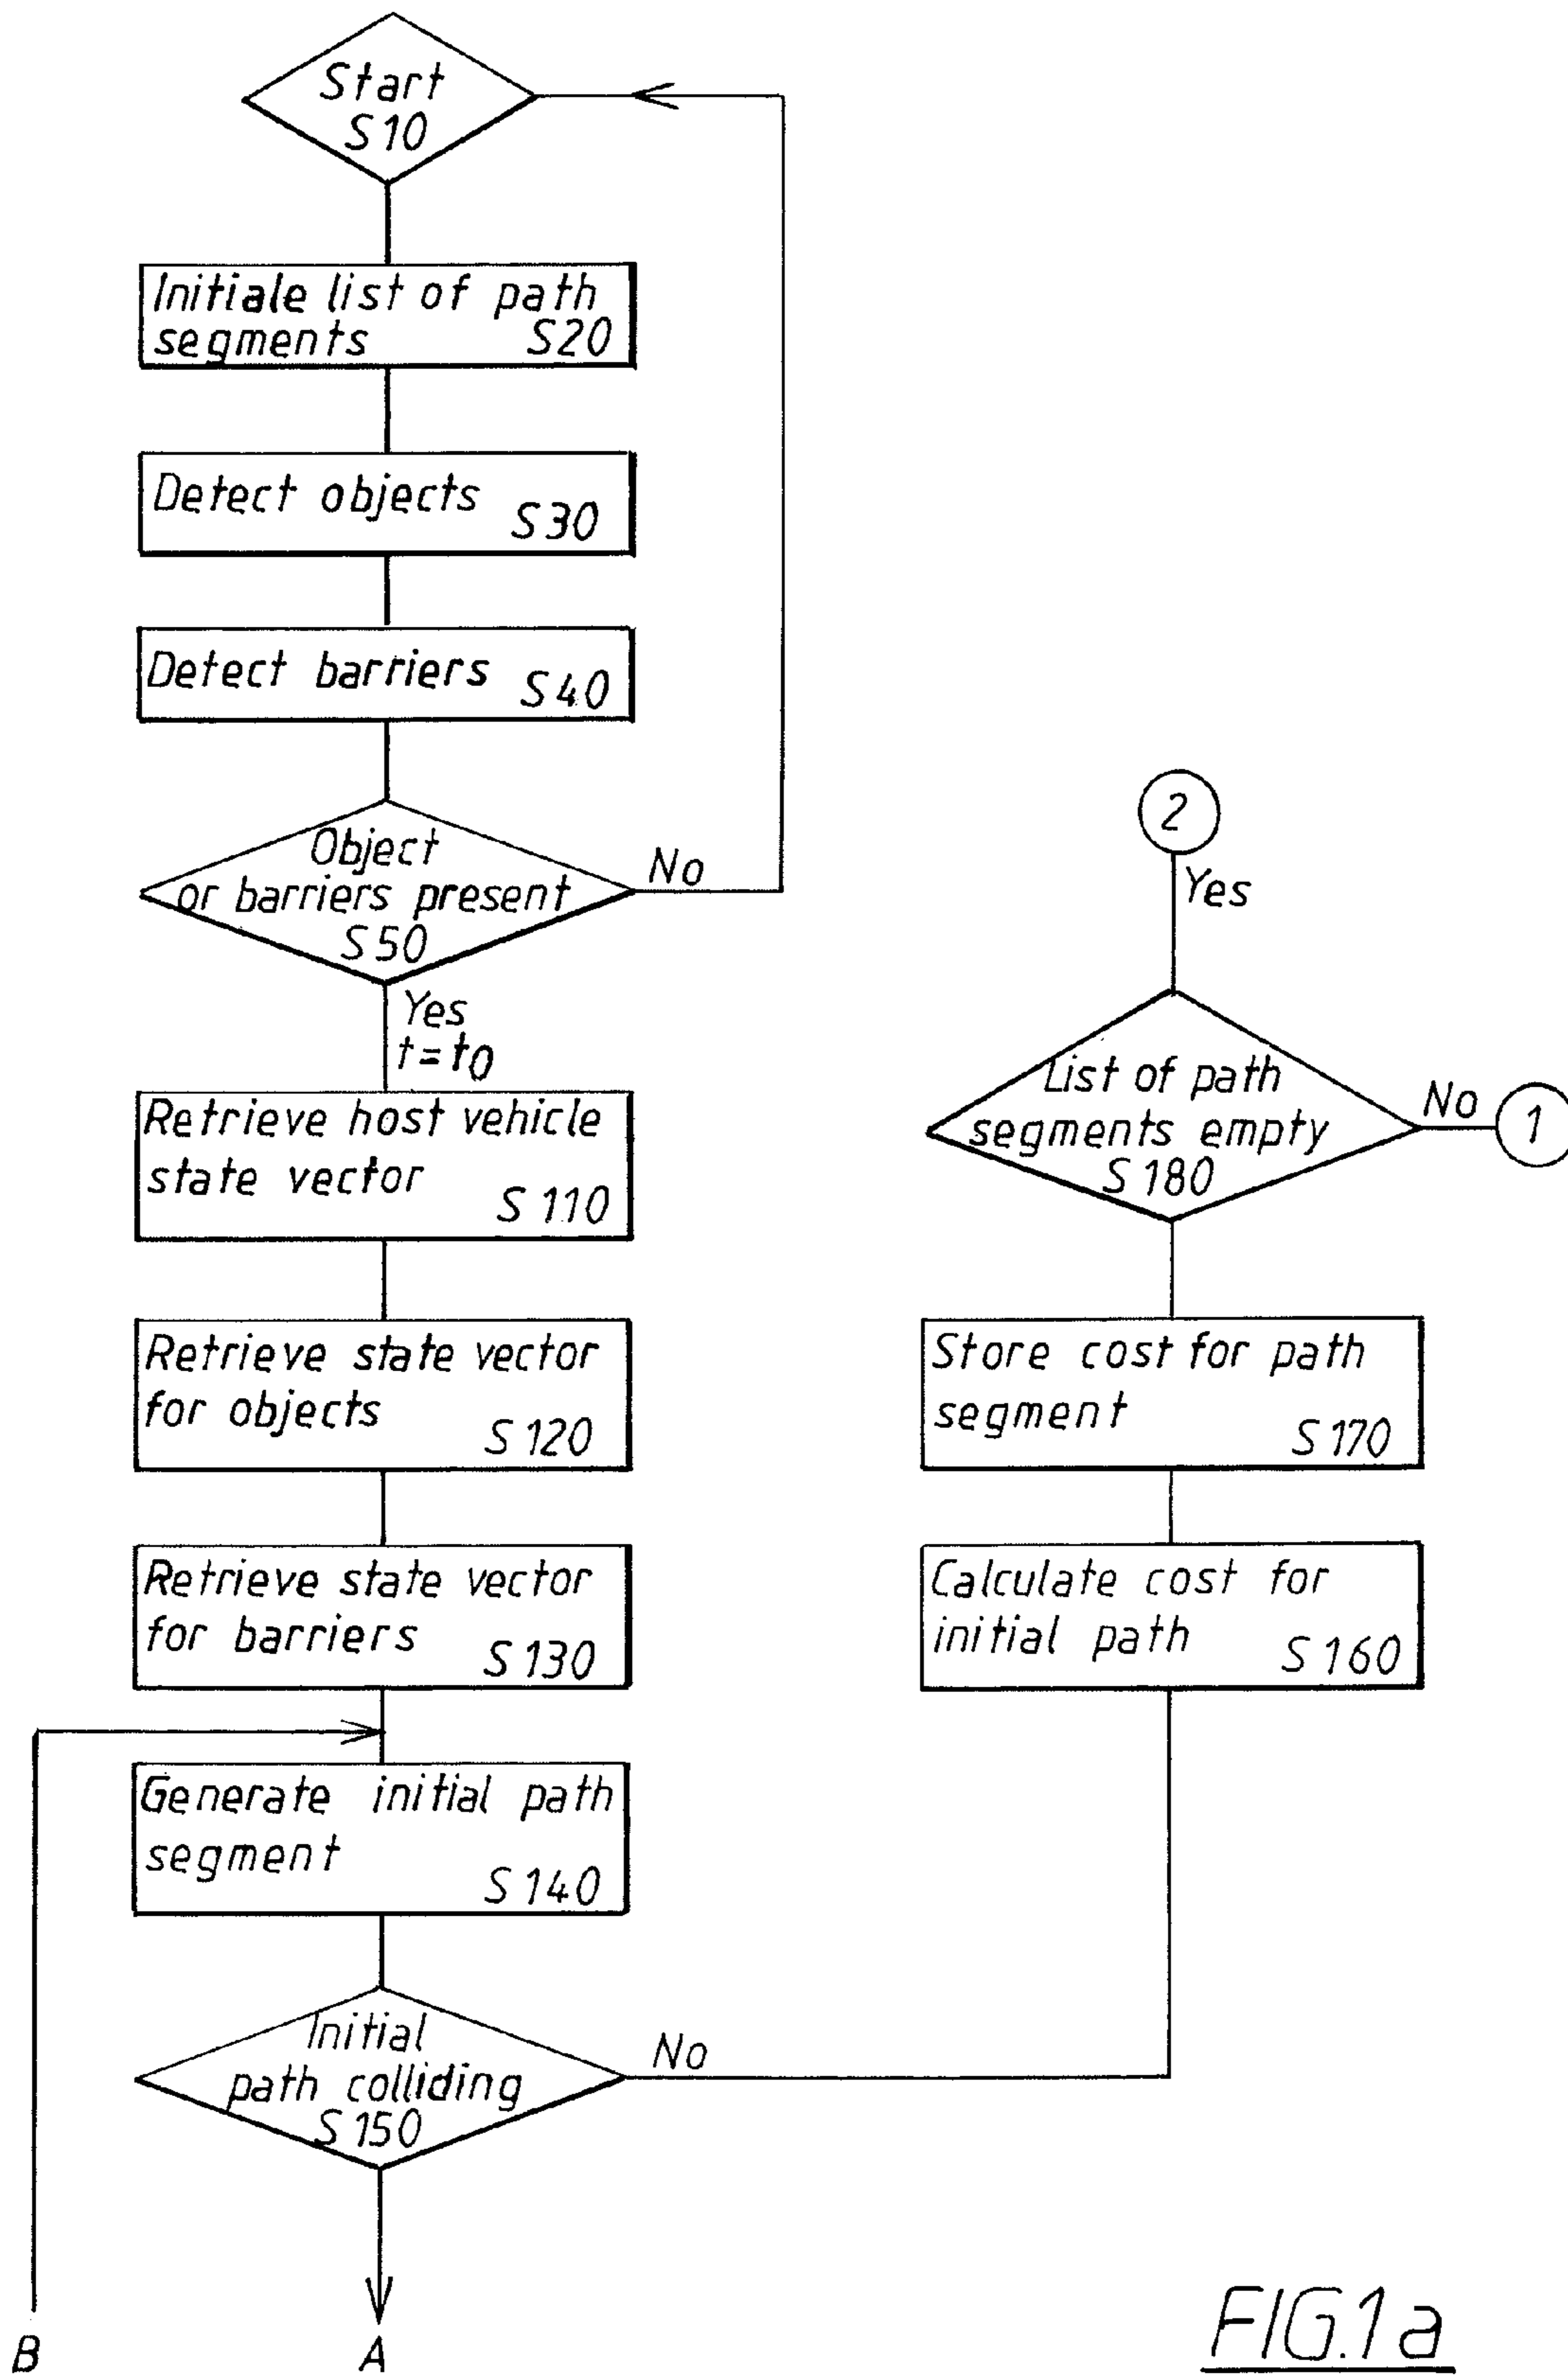 Start
S10
Initiale list of path
segments S20
Detect objects S30
Detect barriers S40
Object
or barriers present
S50
No
Yes
t=t0
Retrieve host vehicle
state vector S110
Retrieve state vector
for objects S120
Retrieve state vector
for barriers S130
Generate initial path
segment S140
Initial
path colliding
S150
No
B
A
2
Yes
List of path
segments empty
S180
No
1
Store cost for path
segment S170
Calculate cost for
initial path S160
FIG.1a